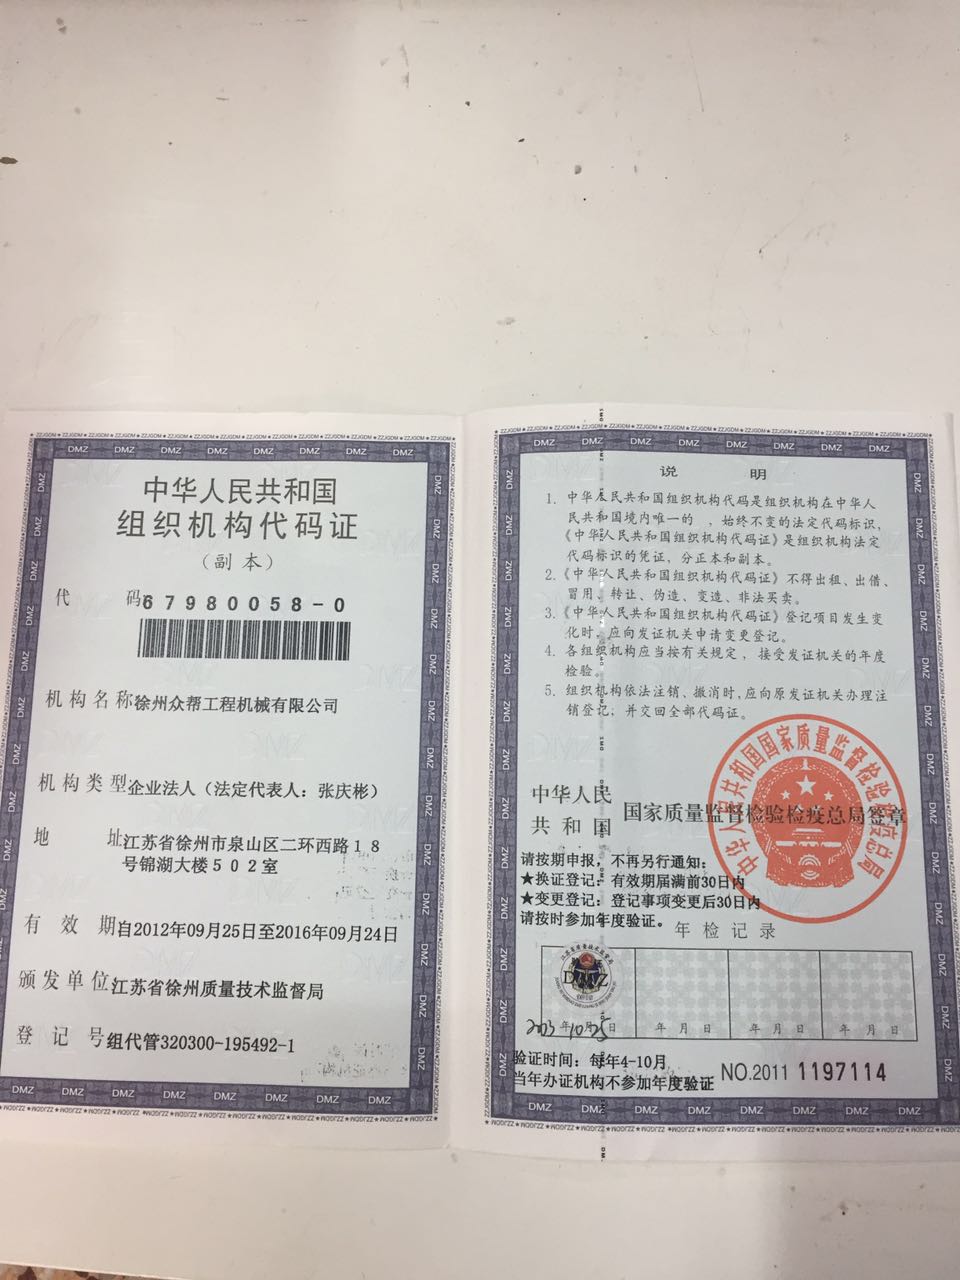 中华人民共和国
组织机构代码证
（副本）
代 码67980058-0
机构名称徐州众帮工程机械有限公司
机构类型企业法人（法定代表人：张庆彬）
地 址江苏省徐州市泉山区二环西路18
号锦湖大楼502室
有 效 期自2012年09月25日至2016年09月24日
颁发单位江苏省徐州质量技术监督局
登 记 号组代管320300-195492-1
说 明
1. 中华人民共和国组织机构代码是组织机构在中华人
民共和国境内唯一的 ，始终不变的法定代码标识，
《中华人民共和国组织机构代码证》是组织机构法定
代码标识的凭证，分正本和副本。
2.《中华人民共和国组织机构代码证》不得出租、出借、
冒用、转让、伪造、变造、非法买卖。
3.《中华人民共和国组织机构代码证》登记项目发生变
化时，应向发证机关申请变更登记。
4. 各组织机构应当按有关规定，接受发证机关的年度
检验。
5. 组织机构依法注销、撤消时，应向原发证机关办理注
销登记，并交回全部代码证。
中华人民共和国国家质量监督检验检疫总局
中华人民
共和国 国家质量监督检验检疫总局签章
请按期申报，不再另行通知：
★换证登记：有效期届满前30日内
★变更登记：登记事项变更后30日内
请按时参加年度验证。
年检记录
DMZ
2013年10月25日 年 月 日 年 月 日 年 月 日
验证时间：每年4-10月
当年办证机构不参加年度验证
NO.2011 1197114